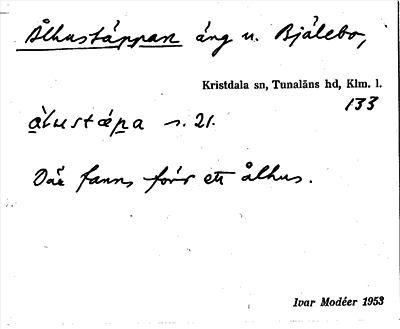 Ålhustäppan äng u. Bjälebo,
Kristdala sn, Tunaläns hd, Klm. l.
133
ålustäpa s. 21.
Där fanns förr ett ålhus.
Ivar Modéer 1953